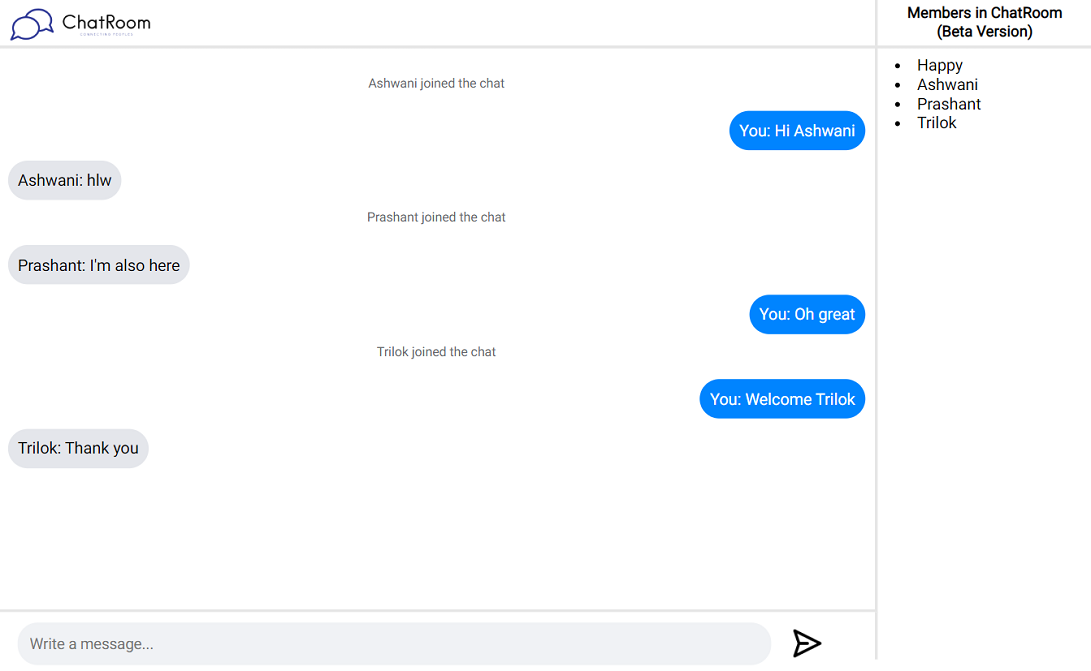 ChatRoom
Members in ChatRoom
(Beta Version)
Happy
Ashwani
Prashant
Trilok
Ashwani joined the chat
You: Hi Ashwani
Ashwani: hlw
Prashant joined the chat
Prashant: I'm also here
You: Oh great
Trilok joined the chat
You: Welcome Trilok
Trilok: Thank you
Write a message...